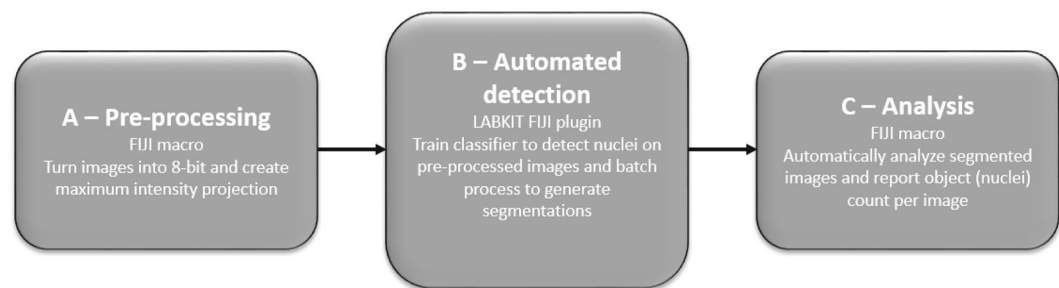 A – Pre-processing
FIJI macro
Turn images into 8-bit and create
maximum intensity projection
B – Automated
detection
LABKIT FIJI plugin
Train classifier to detect nuclei on
pre-processed images and batch
process to generate
segmentations
C – Analysis
FIJI macro
Automatically analyze segmented
images and report object (nuclei)
count per image